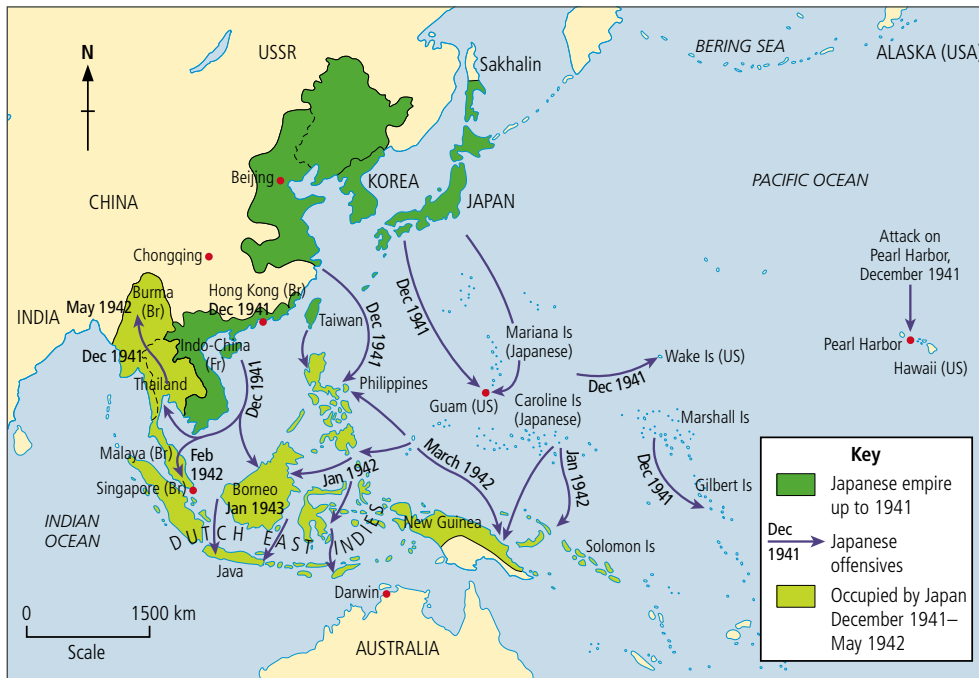 N
USSR
BERING SEA
ALASKA (USA)
Sakhalin
Beijing
KOREA
JAPAN
CHINA
PACIFIC OCEAN
Chongqing
Attack on
Pearl Harbor,
December 1941
INDIA
May 1942
Burma
(Br)
Hong Kong (Br)
Dec 1941
Taiwan
Dec 1941
Dec 1941
Mariana Is
(Japanese)
Wake Is (US)
Dec 1941
Pearl Harbor
Hawaii (US)
Dec 1941
Indo-China
(Fr)
Thailand
Dec 1941
Philippines
Guam (US)
Caroline Is
(Japanese)
Marshall Is
Malaya (Br)
Feb
1942
Singapore (Br)
Borneo
Jan 1943
Jan 1942
March 1942
Jan 1942
Dec 1941
Gilbert Is
INDIAN
OCEAN
DUTCH EAST INDIES
New Guinea
Solomon Is
Java
Darwin
AUSTRALIA
0 1500 km
Scale
Key
Japanese empire
up to 1941
Dec
1941
Japanese
offensives
Occupied by Japan
December 1941–
May 1942